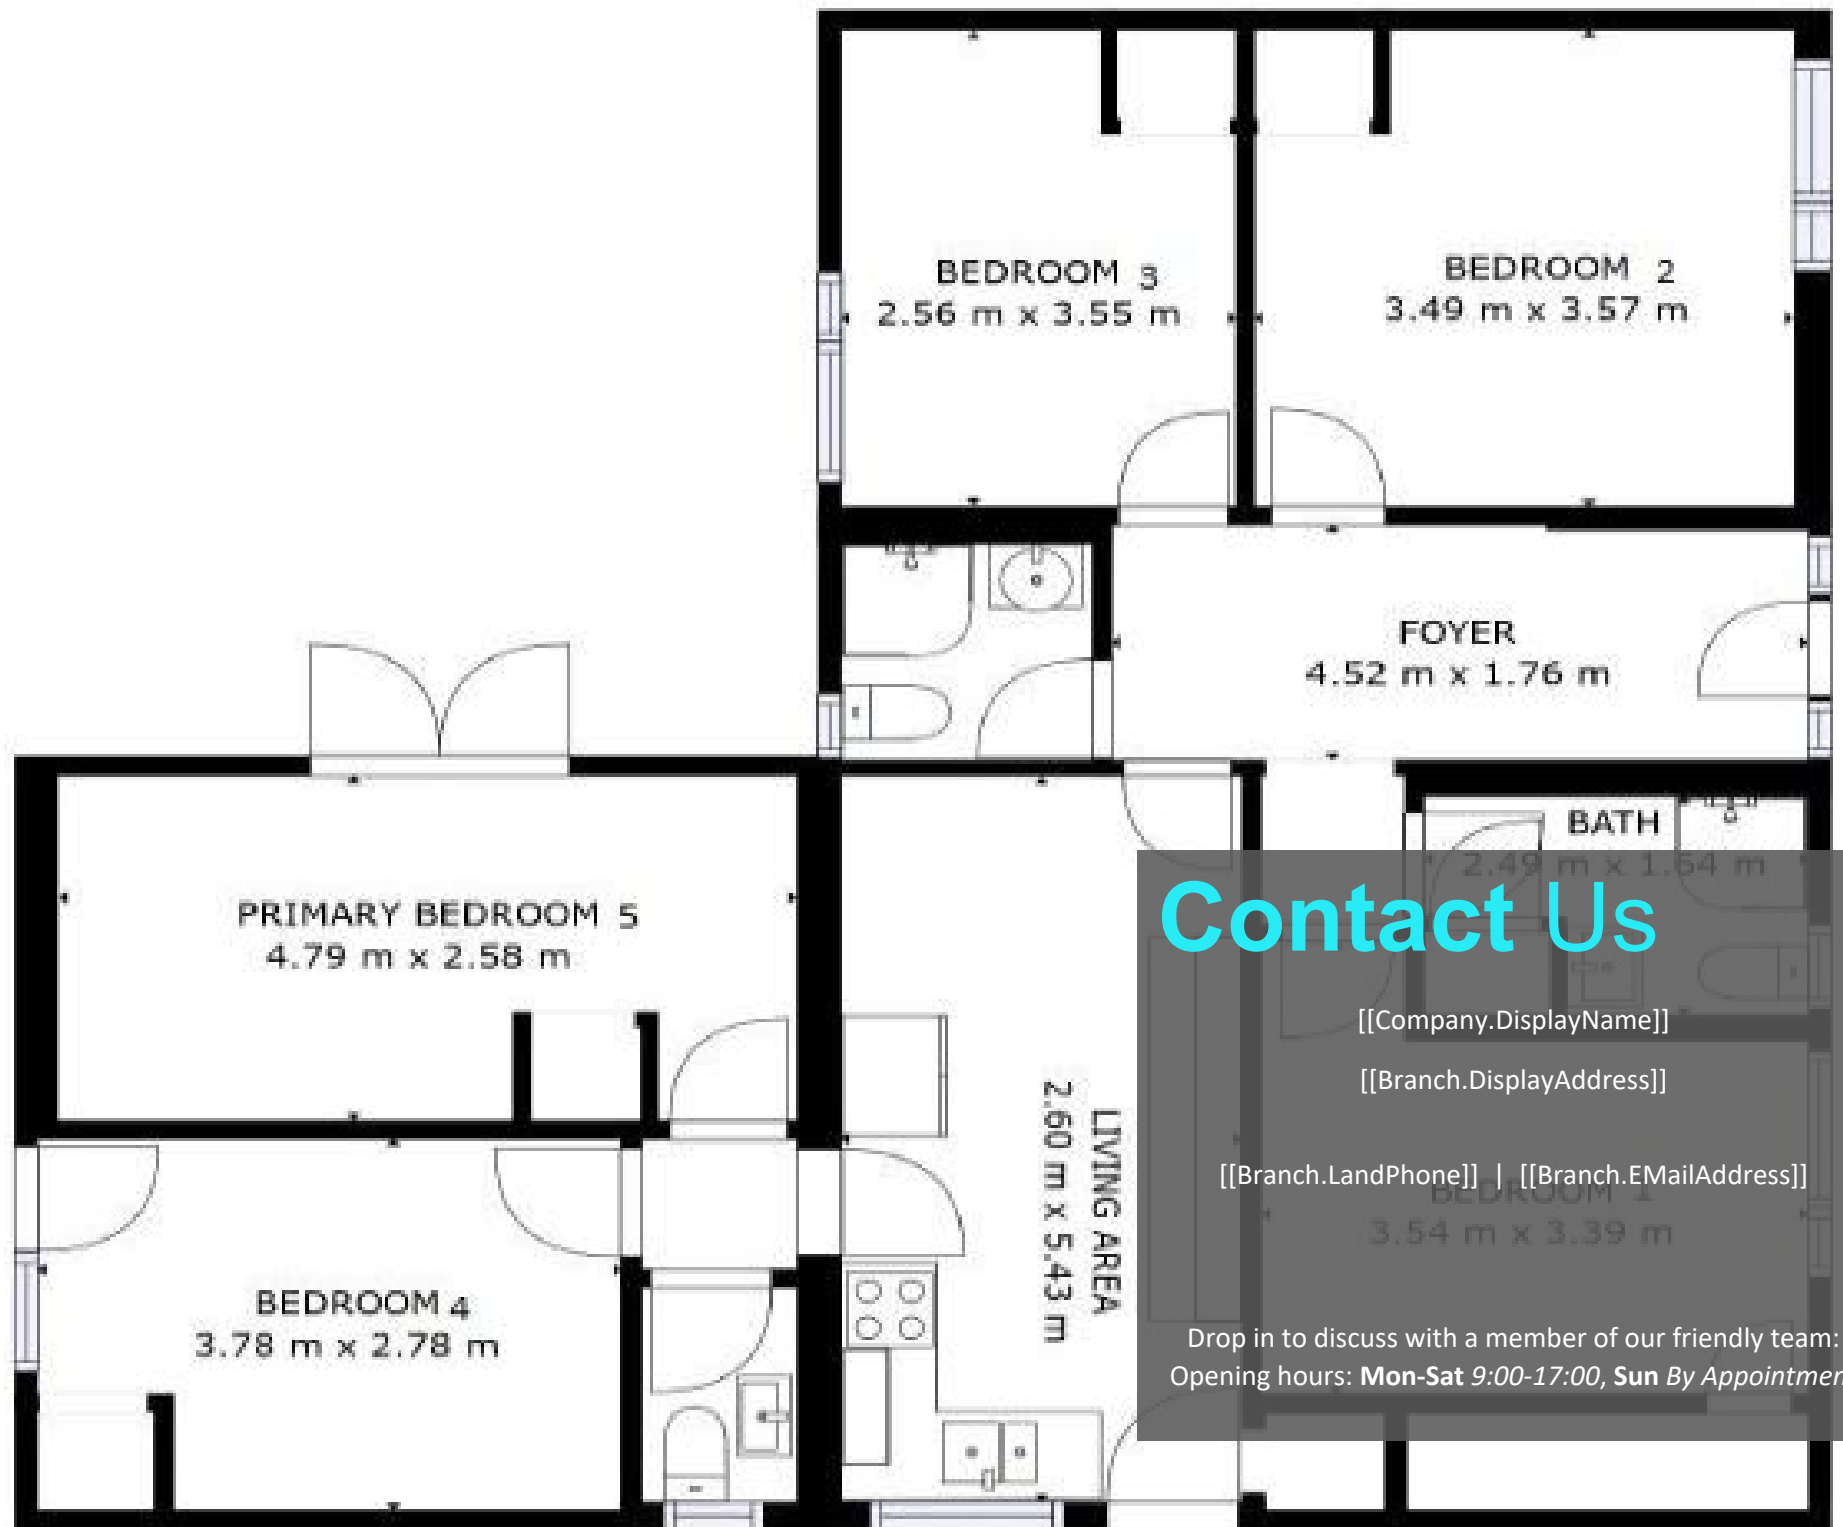 BEDROOM 3
2.56 m x 3.55 m
BEDROOM 2
3.49 m x 3.57 m
FOYER
4.52 m x 1.76 m
BATH
2.49 m x 1.64 m
PRIMARY BEDROOM 5
4.79 m x 2.58 m
LIVING AREA
2.60 m x 5.43 m
BEDROOM 4
3.78 m x 2.78 m
Contact Us
[[Company.DisplayName]]
[[Branch.DisplayAddress]]
[[Branch.LandPhone]] | [[Branch.EMailAddress]]
BEDROOM 1
3.54 m x 3.39 m
Drop in to discuss with a member of our friendly team:
Opening hours: Mon-Sat 9:00-17:00, Sun By Appointmen